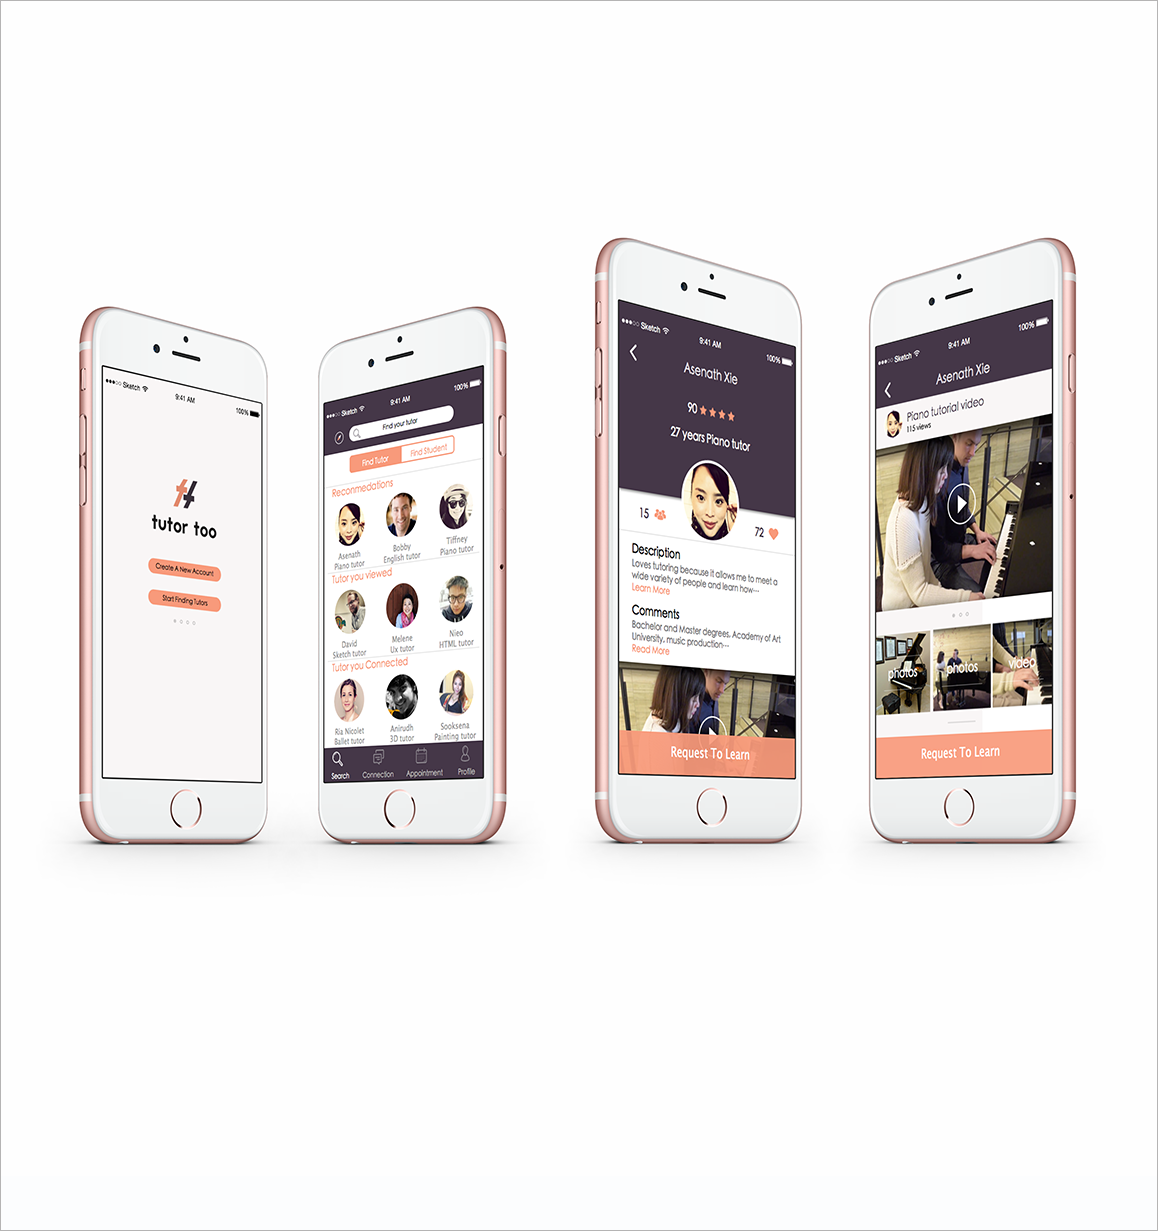 Sketch
9:41 AM
100%
tutor too
Create A New Account
Start Finding Tutors
Sketch
9:41 AM
100%
Find your tutor
Find Tutor
Find Student
Reconmedations
Asenath
Piano tutor
Bobby
English tutor
Tiffney
Piano tutor
Tutor you viewed
David
Sketch tutor
Melene
Ux tutor
Nieo
HTML tutor
Tutor you Connected
Ria Nicolet
Ballet tutor
Anirudh
3D tutor
Sooksena
Painting tutor
Search
Connection
Appointment
Profile
Sketch
9:41 AM
100%
Asenath Xie
90
27 years Piano tutor
15
72
Description
Loves tutoring because it allows me to meet a
wide variety of people and learn how···
Learn More
Comments
Bachelor and Master degrees, Academy of Art
University, music production···
Read More
Request To Learn
Sketch
9:41 AM
100%
Asenath Xie
Piano tutorial video
115 views
photos
photos
video
Request To Learn